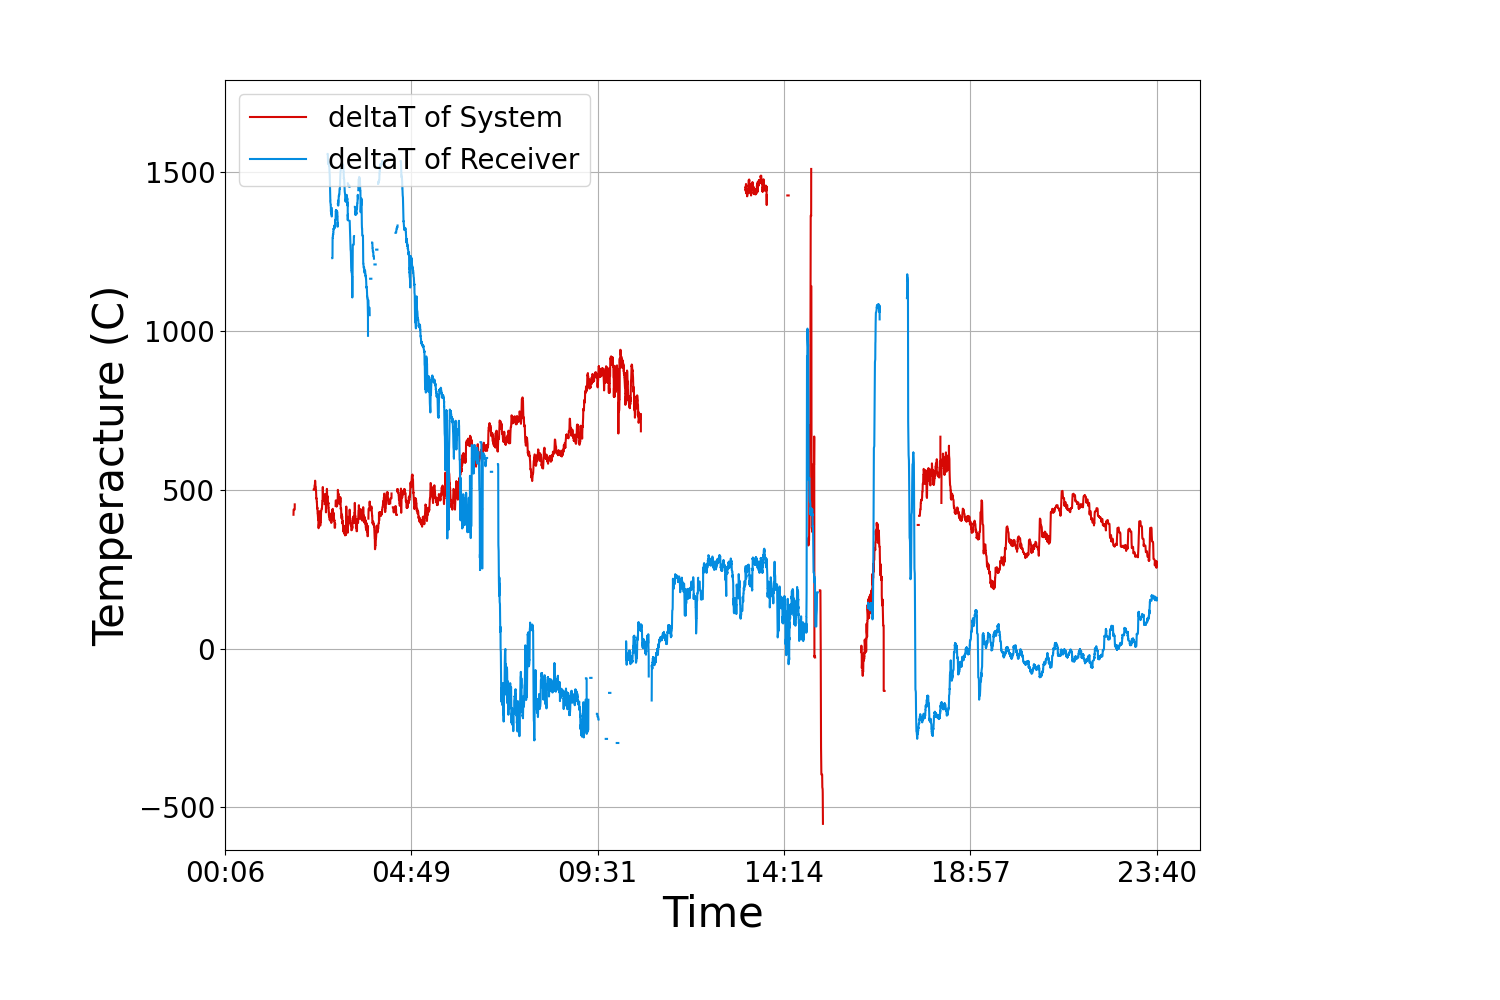 deltaT of System
deltaT of Receiver
1500
1000
500
0
−500
Temperacture (C)
00:06 04:49 09:31 14:14 18:57 23:40
Time